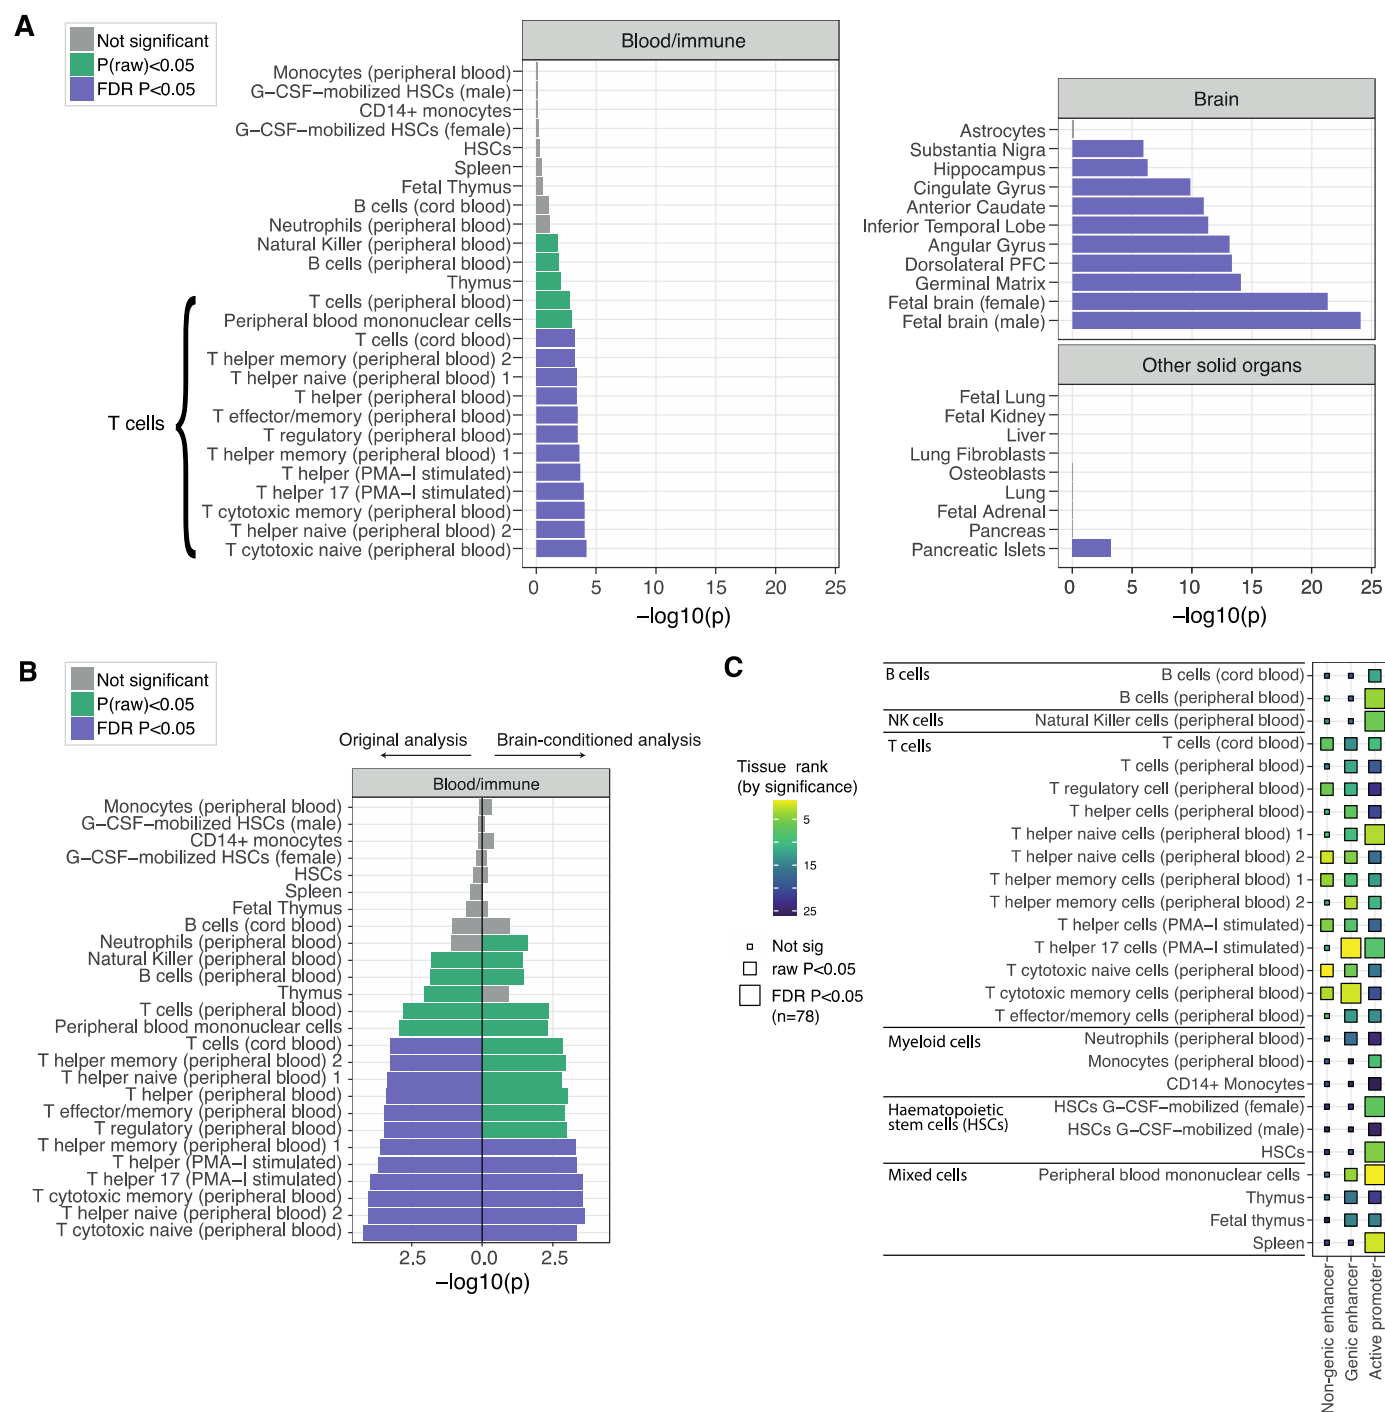 A
Not significant
P(raw)<0.05
FDR P<0.05
Blood/immune
Monocytes (peripheral blood)
G−CSF−mobilized HSCs (male)
CD14+ monocytes
G−CSF−mobilized HSCs (female)
HSCs
Spleen
Fetal Thymus
B cells (cord blood)
Neutrophils (peripheral blood)
Natural Killer (peripheral blood)
B cells (peripheral blood)
Thymus
T cells (peripheral blood)
Peripheral blood mononuclear cells
T cells (cord blood)
T helper memory (peripheral blood) 2
T helper naive (peripheral blood) 1
T helper (peripheral blood)
T effector/memory (peripheral blood)
T regulatory (peripheral blood)
T helper memory (peripheral blood) 1
T helper (PMA−I stimulated)
T helper 17 (PMA−I stimulated)
T cytotoxic memory (peripheral blood)
T helper naive (peripheral blood) 2
T cytotoxic naive (peripheral blood)
T cells
0 5 10 15 20 25
−log10(p)
Brain
Astrocytes
Substantia Nigra
Hippocampus
Cingulate Gyrus
Anterior Caudate
Inferior Temporal Lobe
Angular Gyrus
Dorsolateral PFC
Germinal Matrix
Fetal brain (female)
Fetal brain (male)
Other solid organs
Fetal Lung
Fetal Kidney
Liver
Lung Fibroblasts
Osteoblasts
Lung
Fetal Adrenal
Pancreas
Pancreatic Islets
0 5 10 15 20 25
−log10(p)
B
Not significant
P(raw)<0.05
FDR P<0.05
Original analysis
Brain-conditioned analysis
Blood/immune
Monocytes (peripheral blood)
G−CSF−mobilized HSCs (male)
CD14+ monocytes
G−CSF−mobilized HSCs (female)
HSCs
Spleen
Fetal Thymus
B cells (cord blood)
Neutrophils (peripheral blood)
Natural Killer (peripheral blood)
B cells (peripheral blood)
Thymus
T cells (peripheral blood)
Peripheral blood mononuclear cells
T cells (cord blood)
T helper memory (peripheral blood) 2
T helper naive (peripheral blood) 1
T helper (peripheral blood)
T effector/memory (peripheral blood)
T regulatory (peripheral blood)
T helper memory (peripheral blood) 1
T helper (PMA−I stimulated)
T helper 17 (PMA−I stimulated)
T cytotoxic memory (peripheral blood)
T helper naive (peripheral blood) 2
T cytotoxic naive (peripheral blood)
2.5 0.0 2.5
−log10(p)
C
Tissue rank
(by significance)
5
15
25
Not sig
raw P<0.05
FDR P<0.05
(n=78)
B cells
B cells (cord blood)
B cells (peripheral blood)
NK cells
Natural Killer cells (peripheral blood)
T cells
T cells (cord blood)
T cells (peripheral blood)
T regulatory cell (peripheral blood)
T helper cells (peripheral blood)
T helper naive cells (peripheral blood) 1
T helper naive cells (peripheral blood) 2
T helper memory cells (peripheral blood) 1
T helper memory cells (peripheral blood) 2
T helper cells (PMA−I stimulated)
T helper 17 cells (PMA−I stimulated)
T cytotoxic naive cells (peripheral blood)
T cytotoxic memory cells (peripheral blood)
T effector/memory cells (peripheral blood)
Myeloid cells
Neutrophils (peripheral blood)
Monocytes (peripheral blood)
CD14+ Monocytes
Haematopoietic
stem cells (HSCs)
HSCs G−CSF−mobilized (female)
HSCs G−CSF−mobilized (male)
HSCs
Mixed cells
Peripheral blood mononuclear cells
Thymus
Fetal thymus
Spleen
Non-genic enhancer
Genic enhancer
Active promoter